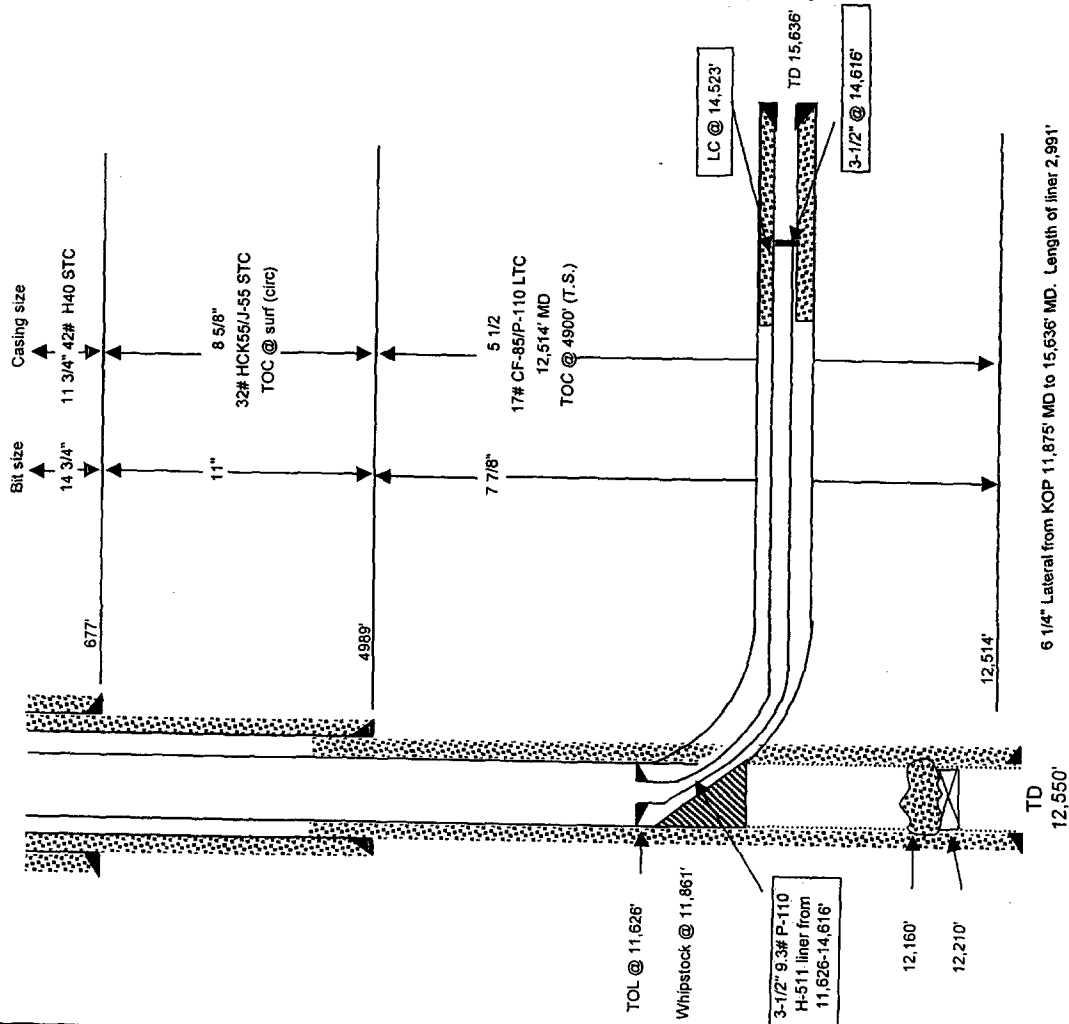 Bit size
Casing size
14 3/4"
11 3/4" 42# H40 STC
677'
11"
8 5/8"
32# HCK55/J-55 STC
TOC @ surf (circ)
4989'
7 7/8"
5 1/2
17# CF-85/P-110 LTC
12,514' MD
TOC @ 4900' (T.S.)
LC @ 14,523'
TD 15,636'
3-1/2" @ 14,616'
TOL @ 11,626'
Whipstock @ 11,861'
3-1/2" 9.3# P-110
H-511 liner from
11,626-14,616'
12,514'
12,160'
12,210'
TD
12,550'
6 1/4" Lateral from KOP 11,875' MD to 15,636' MD. Length of liner 2,991'